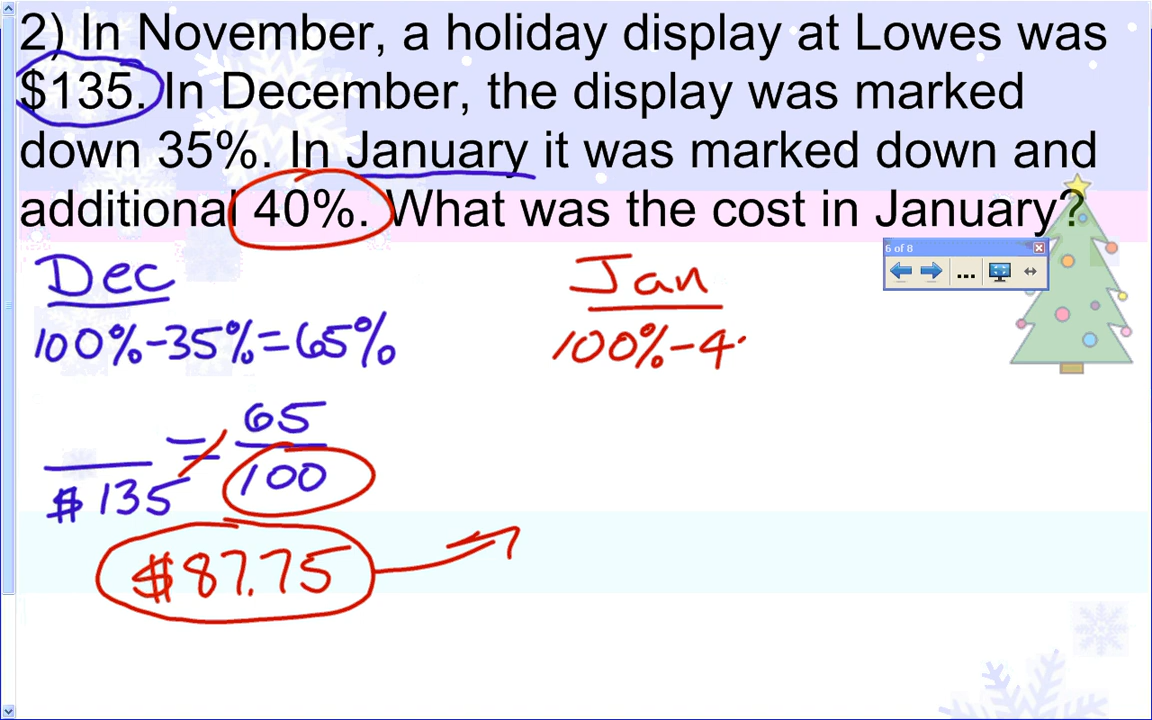 2) In November, a holiday display at Lowes was
$135. In December, the display was marked
down 35%. In January it was marked down and
additional 40%. What was the cost in January?
6 of 8
...
Dec
100%-35%=65%
Jan
100%-4
65
=
$135
100
$87.75